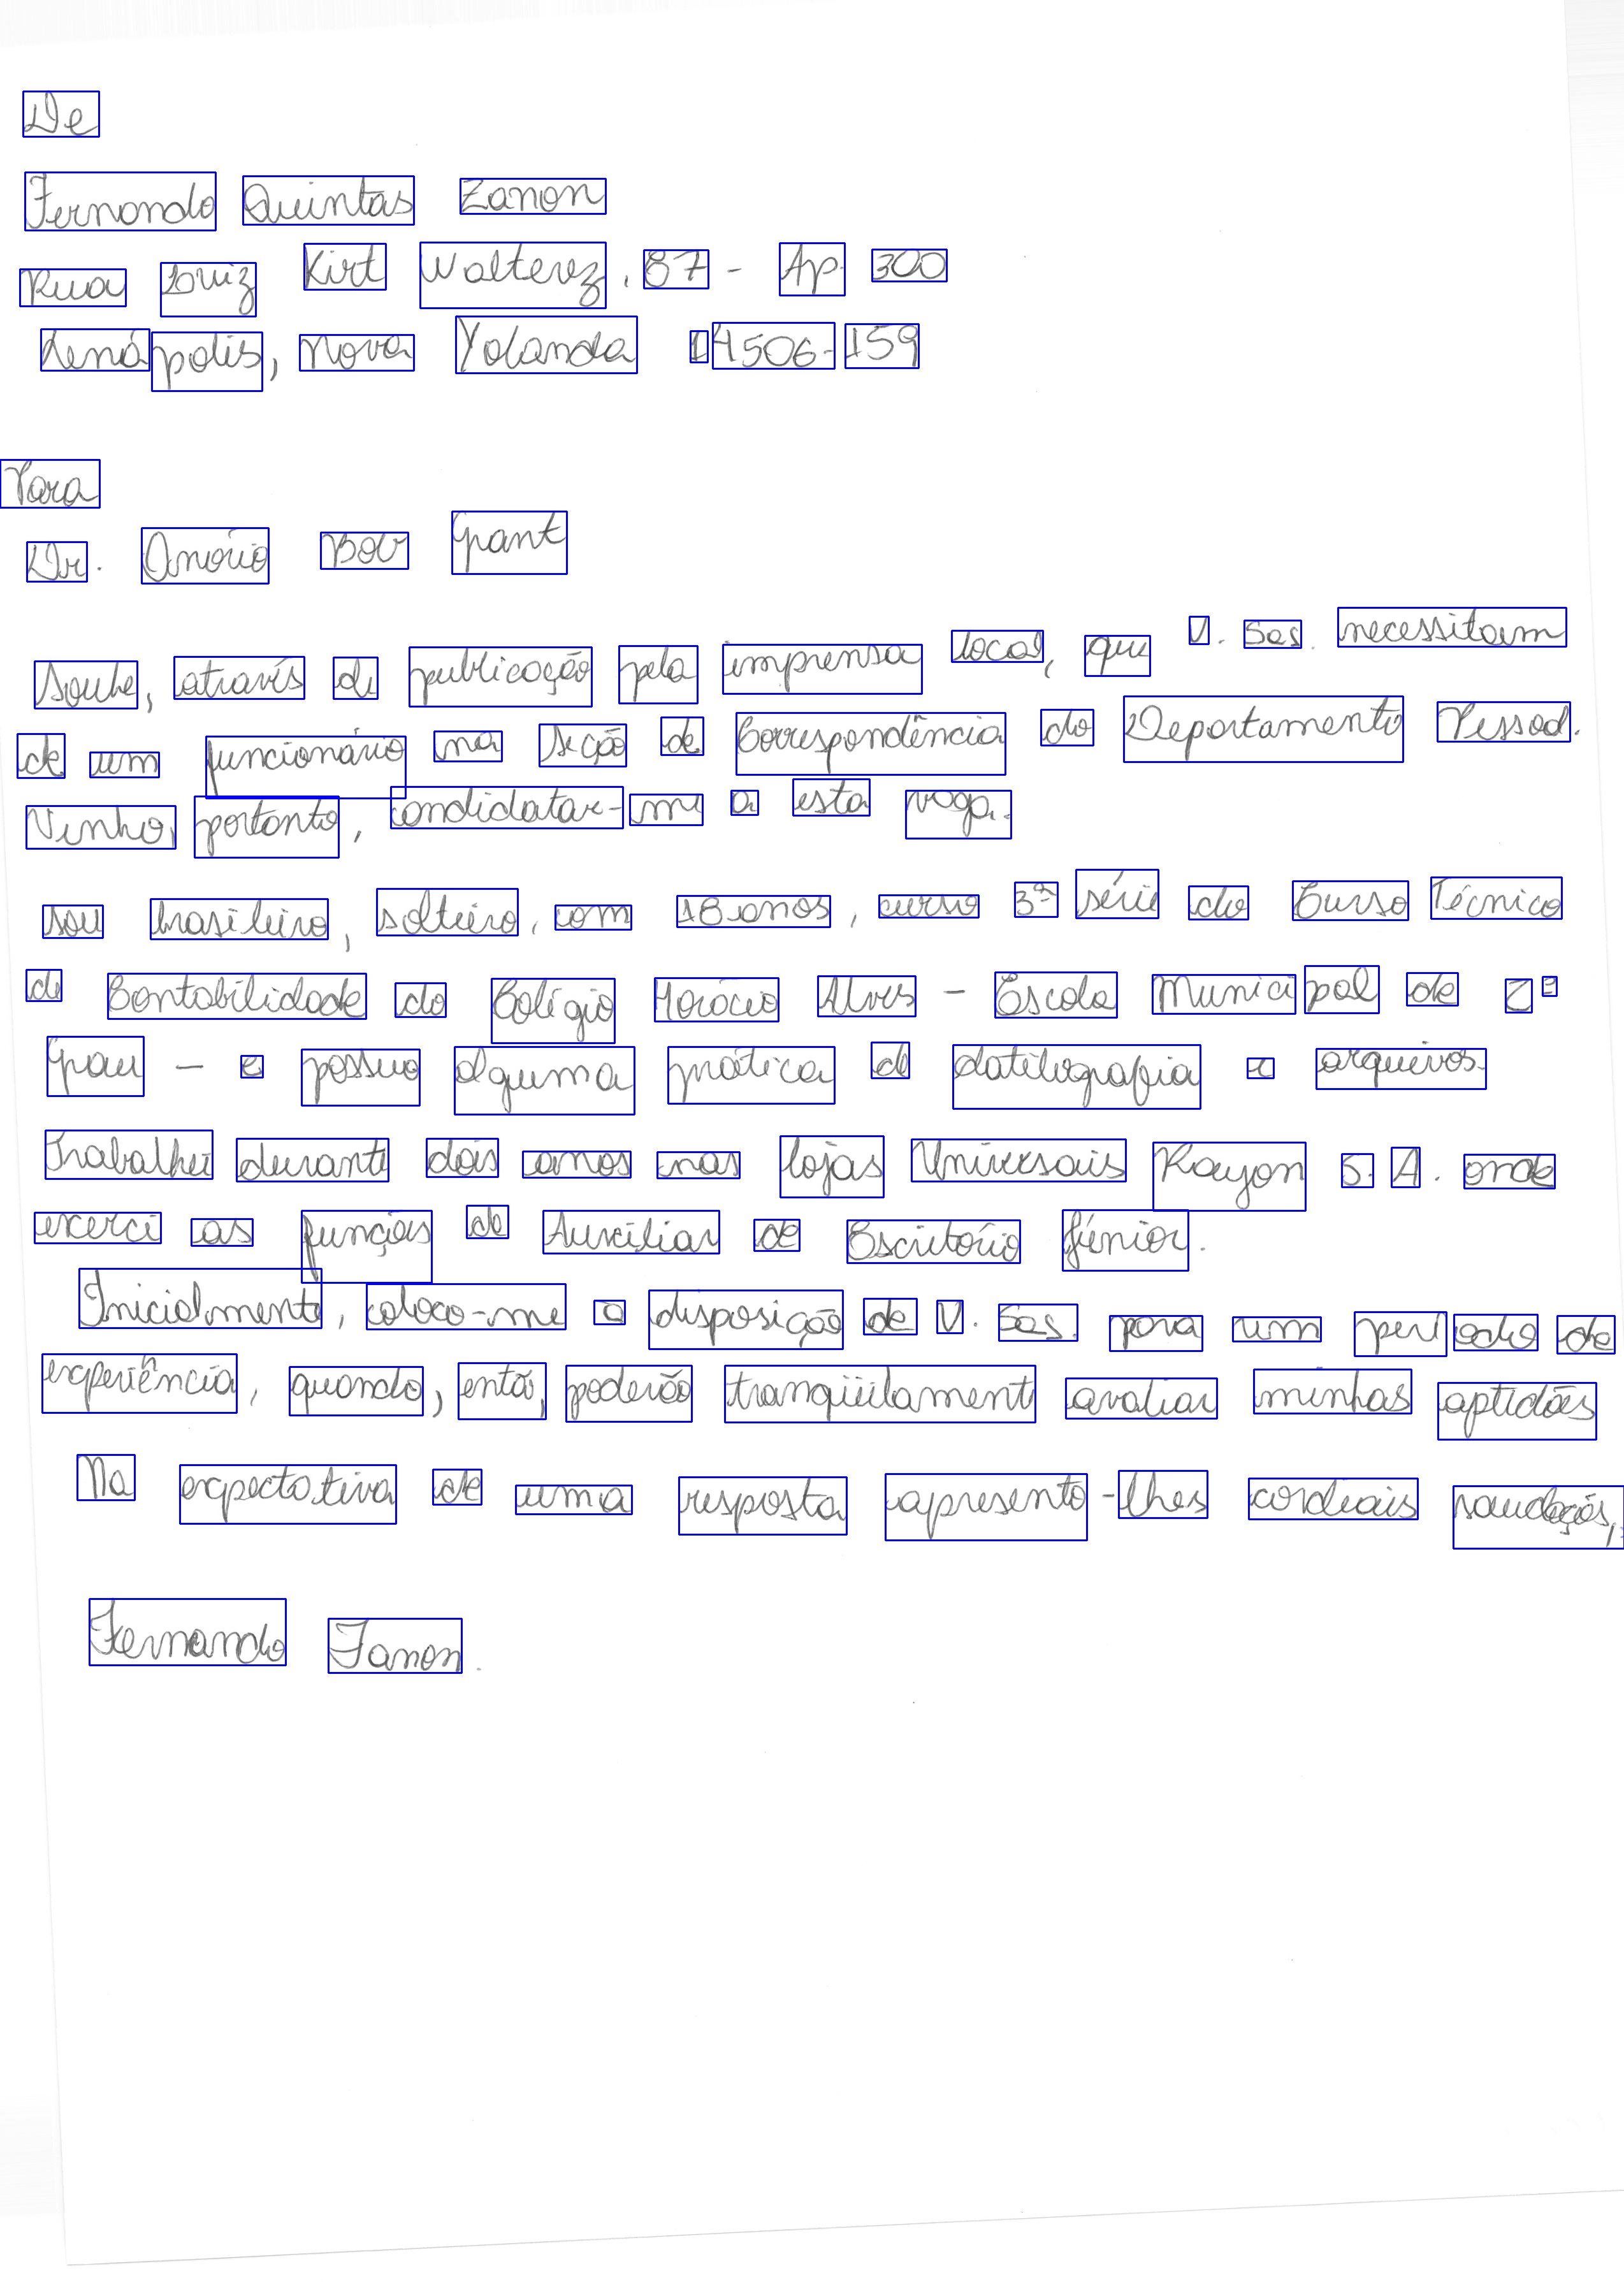 De
Fernando Quintas Zanon
Rua Luiz Kirt Walterez, 87 - Ap. 300
Lenápolis, nova Yolanda 14506-159
Para
Dr. Onório Bob Grant
Soube, através de publicação pela imprensa local, que V. Sas. necessitam
de um funcionário na seção de Correspondência do Departamento Pessoal.
Venho, portanto, candidatar-me a esta vaga.
sou brasileiro, solteiro, com 18 anos, curso 3ª série do Curso Técnico
de Contabilidade do Colégio Horácio Alves - Escola Municipal de 2º
Grau - e possuo alguma prática de datilografia e arquivos.
Trabalhei durante dois anos nas lojas Universais Rayon S. A. onde
exerci as funções de Auxiliar de Escritório Júnior.
Inicialmente, coloco-me a disposição de V. Sas. para um período de
experiência, quando, então, poderão tranqüilamente avaliar minhas aptidões
Na expectativa de uma resposta apresento-lhes cordiais saudações,
Fernando Zanon.